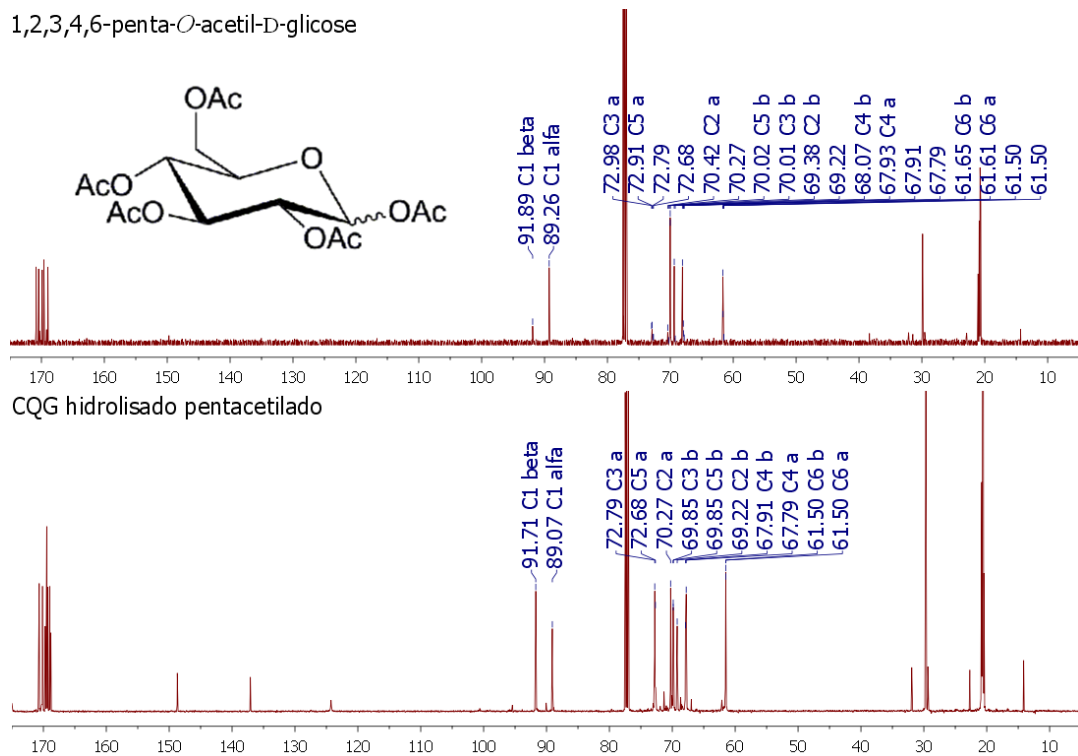 1,2,3,4,6-penta-O-acetil-D-glicose
OAc
O
AcO
AcO
OAc
OAc
91.89 C1 beta
89.26 C1 alfa
72.98 C3 a
72.91 C5 a
72.79
72.68
70.42 C2 a
70.27
70.02 C5 b
70.01 C3 b
69.38 C2 b
69.22
68.07 C4 b
67.93 C4 a
67.91
67.79
61.65 C6 b
61.61 C6 a
61.50
61.50
170 160 150 140 130 120 110 100 90 80 70 60 50 40 30 20 10
CQG hidrolisado pentacetilado
91.71 C1 beta
89.07 C1 alfa
72.79 C3 a
72.68 C5 a
70.27 C2 a
69.85 C3 b
69.85 C5 b
69.22 C2 b
67.91 C4 b
67.79 C4 a
61.50 C6 b
61.50 C6 a
170 160 150 140 130 120 110 100 90 80 70 60 50 40 30 20 10